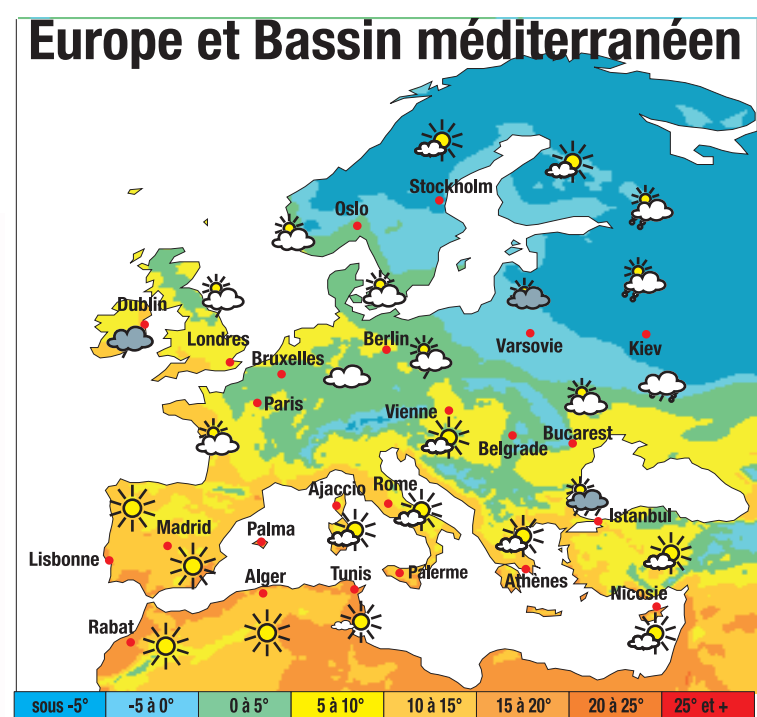 Europe et Bassin méditerranéen
Stockholm
Oslo
Dublin
Londres
Berlin
Varsovie
Kiev
Bruxelles
Paris
Vienne
Belgrade
Bucarest
Ajaccio
Rome
Madrid
Palma
Istanbul
Lisbonne
Alger
Tunis
Palerme
Athènes
Nicosie
Rabat
sous -5° -5 à 0° 0 à 5° 5 à 10° 10 à 15° 15 à 20° 20 à 25° 25° et +